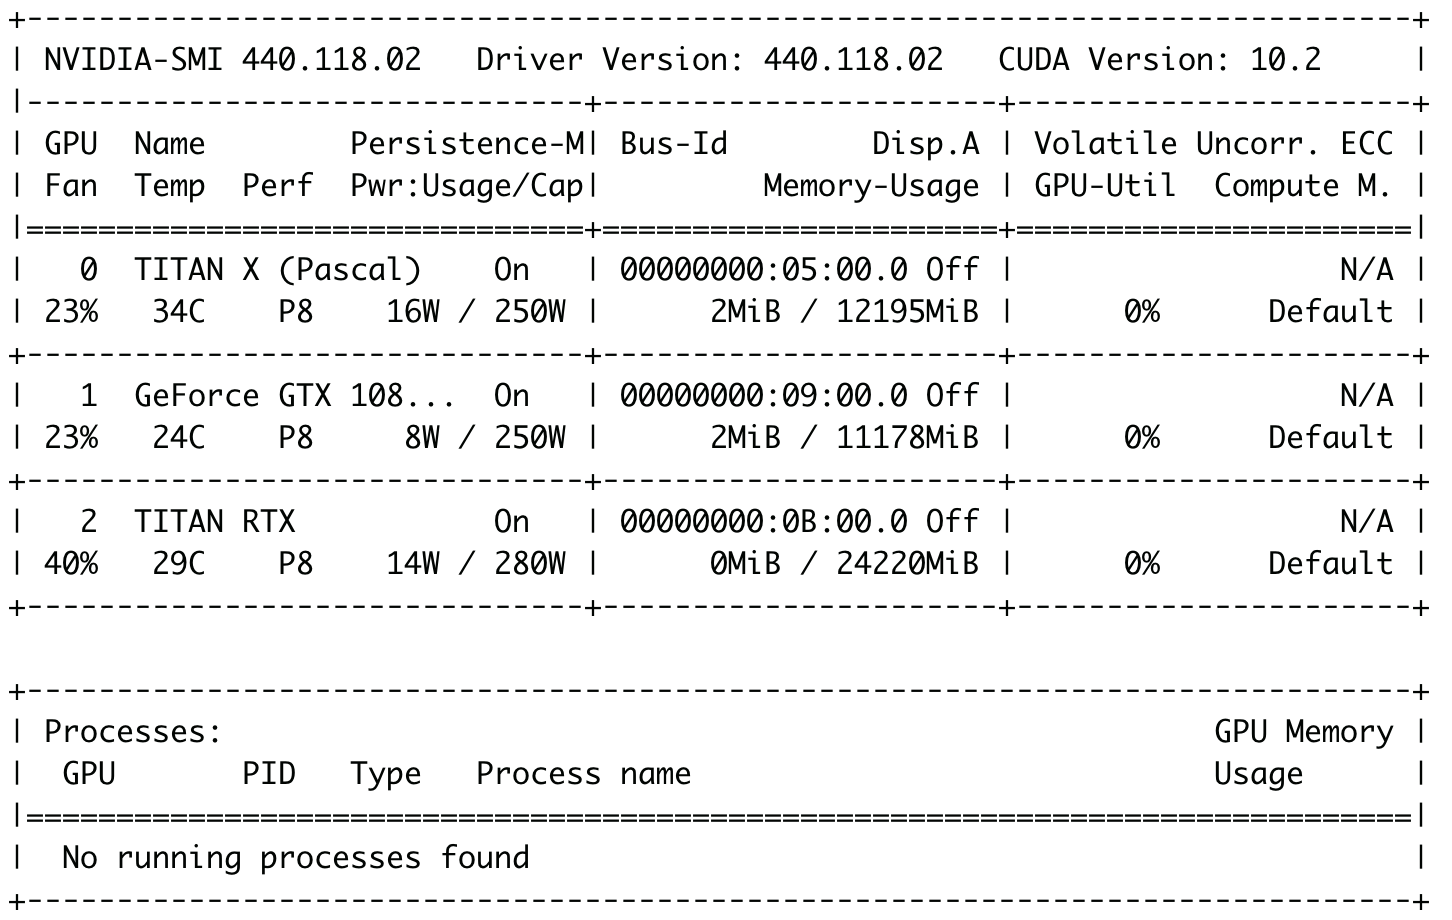 +-----------------------------------------------------------------------------+
| NVIDIA-SMI 440.118.02   Driver Version: 440.118.02   CUDA Version: 10.2     |
|-------------------------------+----------------------+----------------------+
| GPU  Name        Persistence-M| Bus-Id        Disp.A | Volatile Uncorr. ECC |
| Fan  Temp  Perf  Pwr:Usage/Cap|         Memory-Usage | GPU-Util  Compute M. |
|===============================+======================+======================|
|   0  TITAN X (Pascal)    On   | 00000000:05:00.0 Off |                  N/A |
| 23%   34C    P8    16W / 250W |      2MiB / 12195MiB |      0%      Default |
+-------------------------------+----------------------+----------------------+
|   1  GeForce GTX 108...  On   | 00000000:09:00.0 Off |                  N/A |
| 23%   24C    P8     8W / 250W |      2MiB / 11178MiB |      0%      Default |
+-------------------------------+----------------------+----------------------+
|   2  TITAN RTX           On   | 00000000:0B:00.0 Off |                  N/A |
| 40%   29C    P8    14W / 280W |      0MiB / 24220MiB |      0%      Default |
+-------------------------------+----------------------+----------------------+

+-----------------------------------------------------------------------------+
| Processes:                                                       GPU Memory |
|  GPU       PID   Type   Process name                             Usage      |
|=============================================================================|
|  No running processes found                                                 |
+-----------------------------------------------------------------------------+